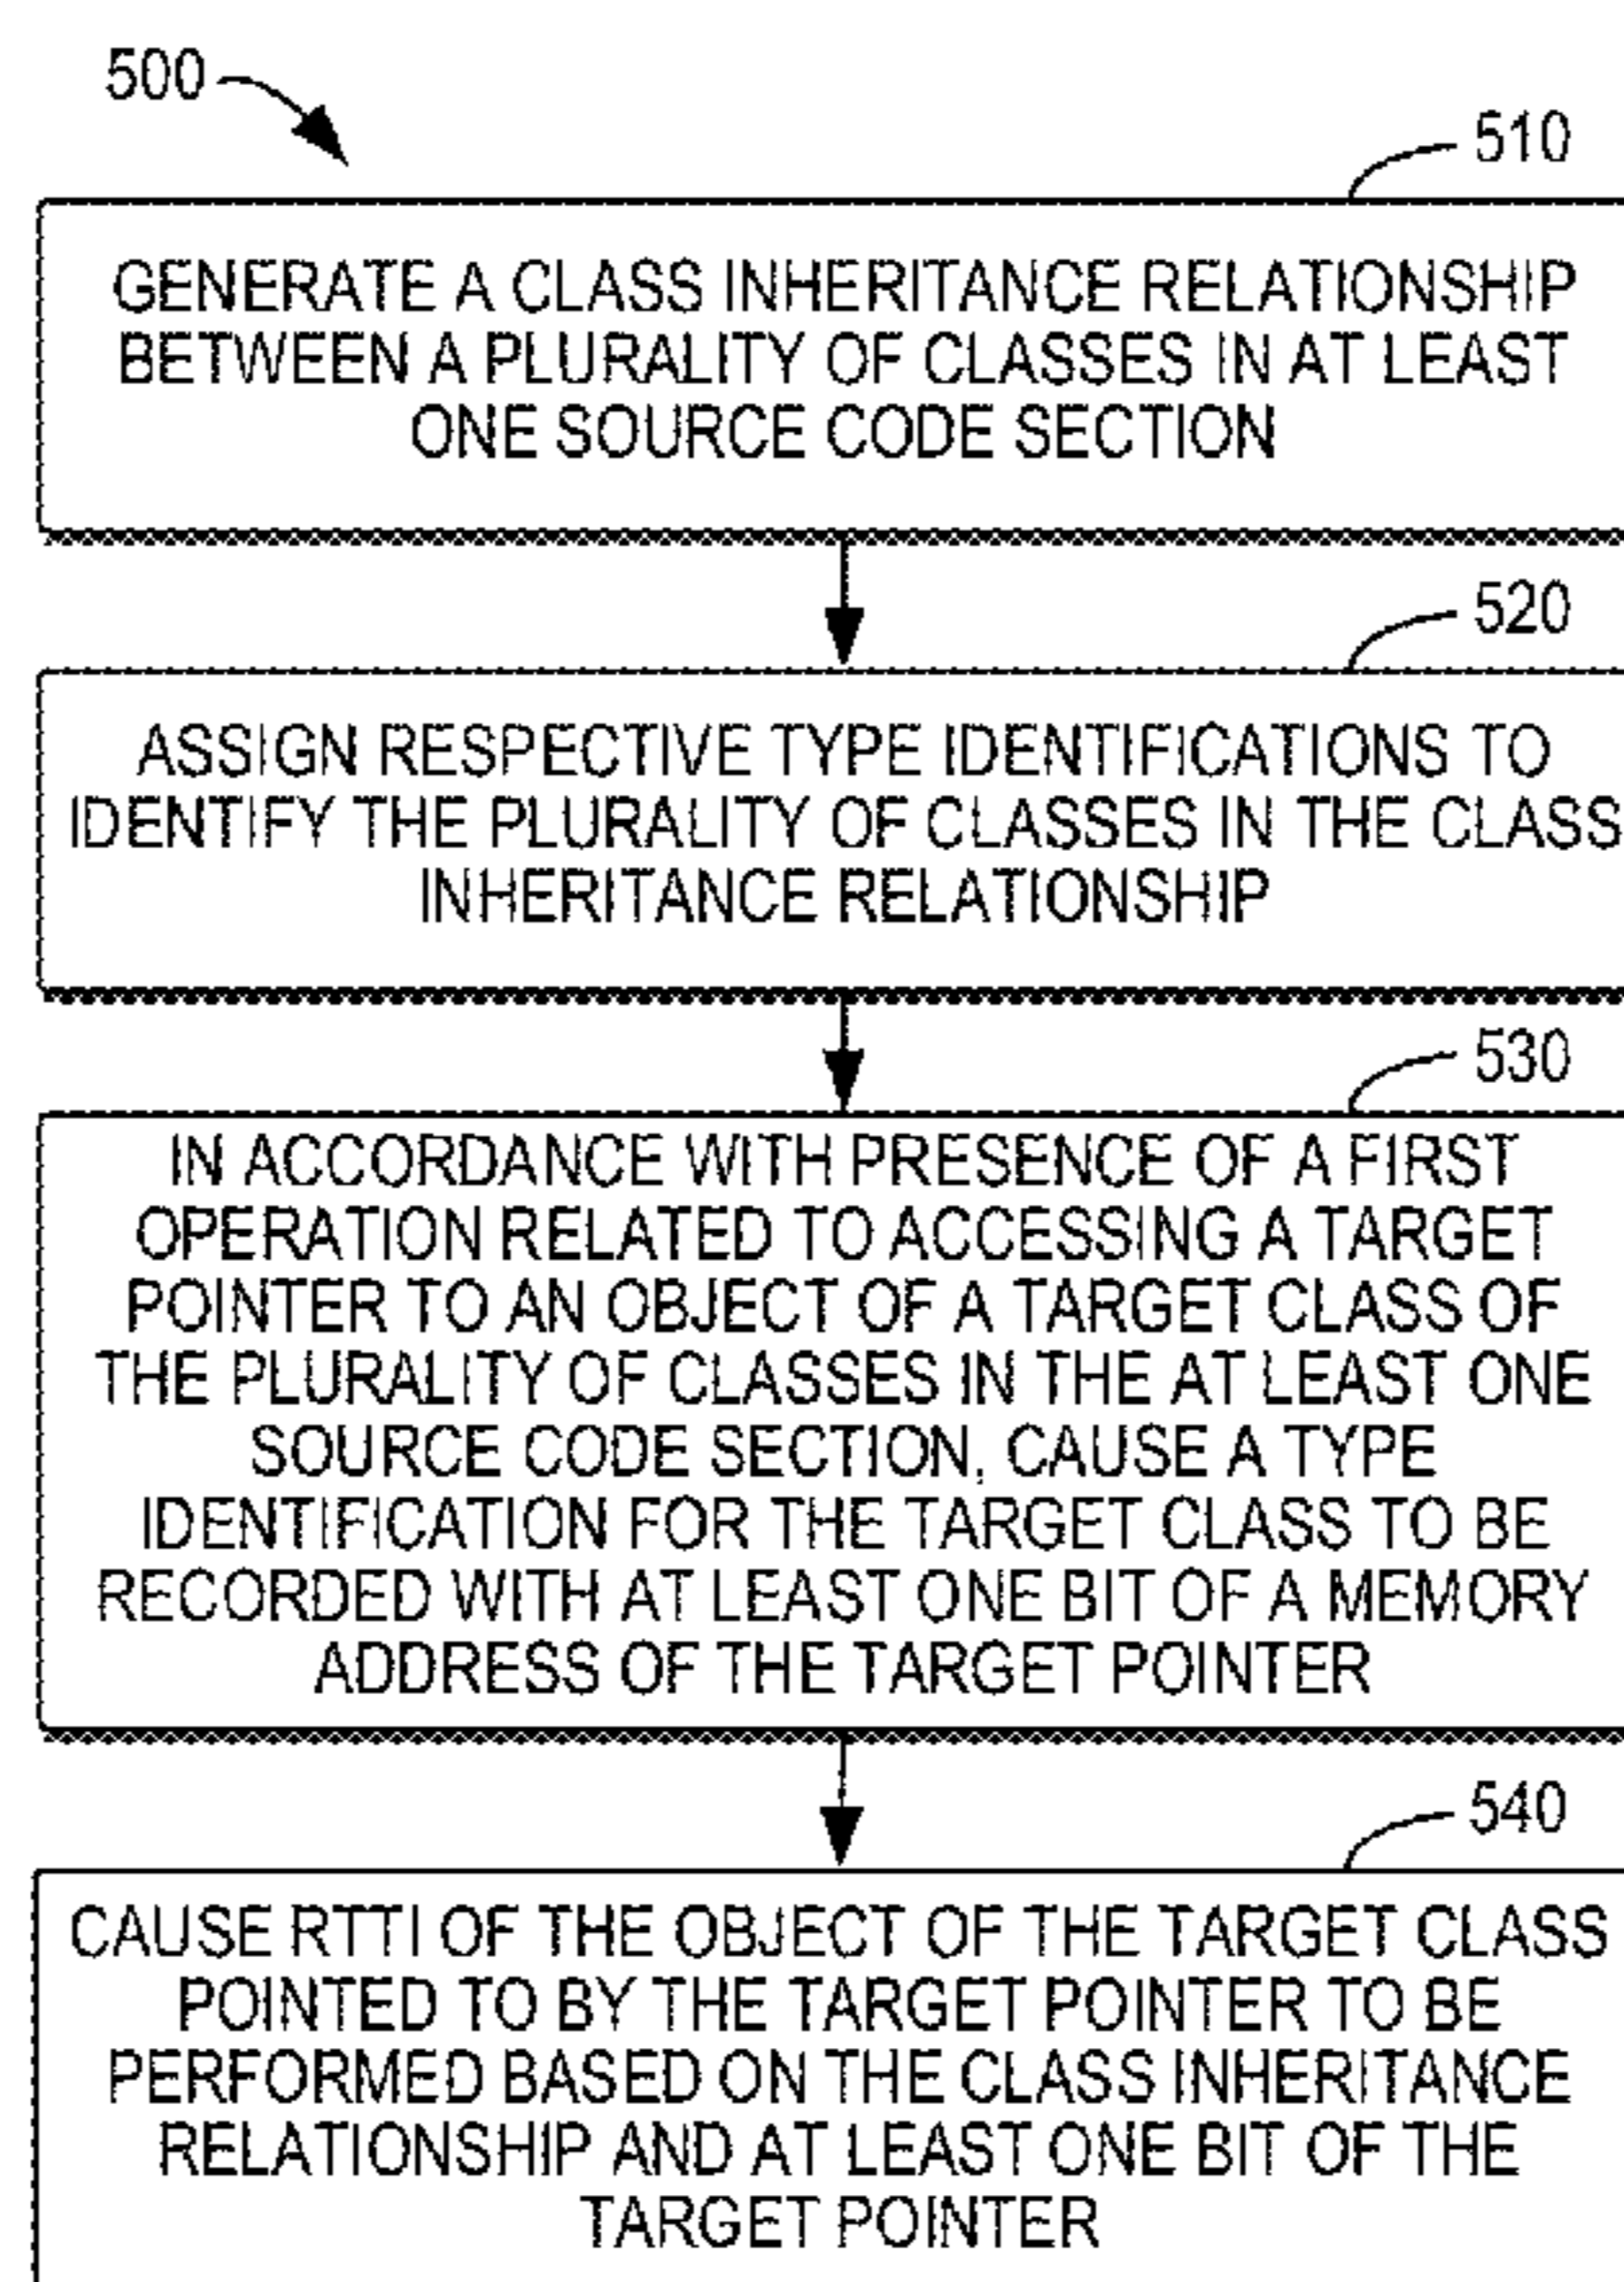 500
510
GENERATE A CLASS INHERITANCE RELATIONSHIP
BETWEEN A PLURALITY OF CLASSES IN AT LEAST
ONE SOURCE CODE SECTION
520
ASSIGN RESPECTIVE TYPE IDENTIFICATIONS TO
IDENTIFY THE PLURALITY OF CLASSES IN THE CLASS
INHERITANCE RELATIONSHIP
530
IN ACCORDANCE WITH PRESENCE OF A FIRST
OPERATION RELATED TO ACCESSING A TARGET
POINTER TO AN OBJECT OF A TARGET CLASS OF
THE PLURALITY OF CLASSES IN THE AT LEAST ONE
SOURCE CODE SECTION, CAUSE A TYPE
IDENTIFICATION FOR THE TARGET CLASS TO BE
RECORDED WITH AT LEAST ONE BIT OF A MEMORY
ADDRESS OF THE TARGET POINTER
540
CAUSE RTTI OF THE OBJECT OF THE TARGET CLASS
POINTED TO BY THE TARGET POINTER TO BE
PERFORMED BASED ON THE CLASS INHERITANCE
RELATIONSHIP AND AT LEAST ONE BIT OF THE
TARGET POINTER